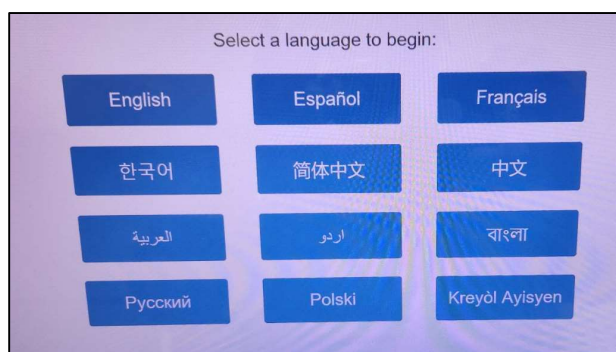 Select a language to begin:
English
Español
Français
한국어
简体中文
中文
العربية
اردو
বাংলা
Русский
Polski
Kreyòl Ayisyen